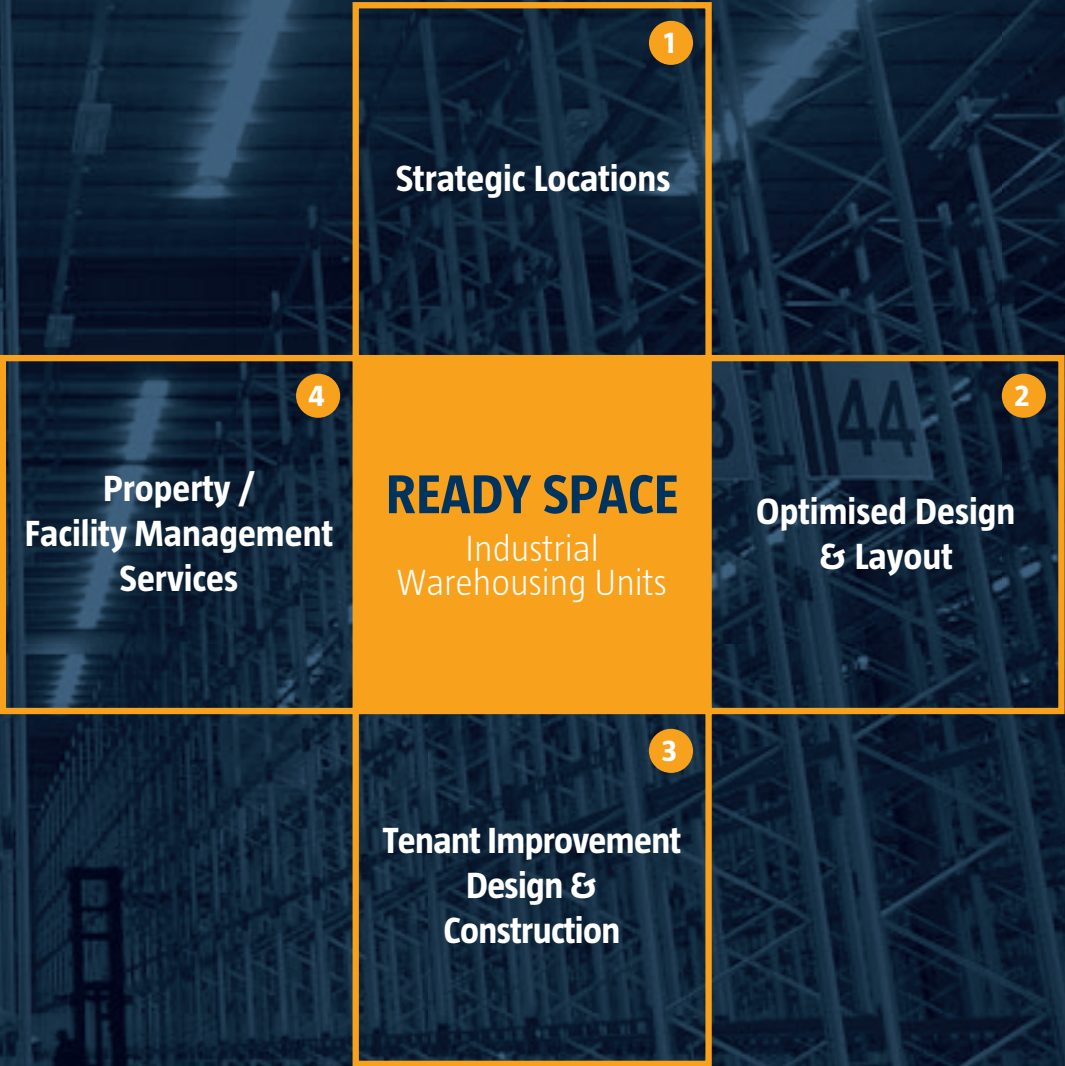 1
Strategic Locations
4
Property /
Facility Management
Services
READY SPACE
Industrial
Warehousing Units
44
2
Optimised Design
& Layout
3
Tenant Improvement
Design &
Construction